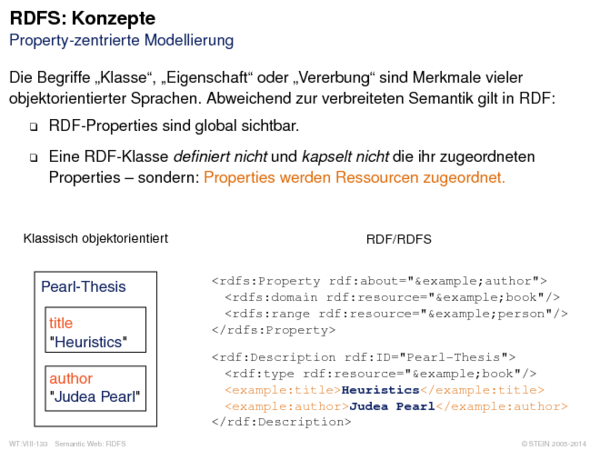 RDFS: Konzepte
Property-zentrierte Modellierung
Die Begriffe „Klasse“, „Eigenschaft“ oder „Vererbung“ sind Merkmale vieler
objektorientierter Sprachen. Abweichend zur verbreiteten Semantik gilt in RDF:
❑ RDF-Properties sind global sichtbar.
❑ Eine RDF-Klasse definiert nicht und kapselt nicht die ihr zugeordneten
Properties – sondern: Properties werden Ressourcen zugeordnet.
Klassisch objektorientiert
Pearl-Thesis
title
"Heuristics"
author
"Judea Pearl"
RDF/RDFS
<rdfs:Property rdf:about="&example;author">
<rdfs:domain rdf:resource="&example;book"/>
<rdfs:range rdf:resource="&example;person"/>
</rdfs:Property>
<rdf:Description rdf:ID="Pearl-Thesis">
<rdf:type rdf:resource="&example;book"/>
<example:title>Heuristics</example:title>
<example:author>Judea Pearl</example:author>
</rdf:Description>
WT:VIII-133 Semantic Web: RDFS
© STEIN 2005-2014